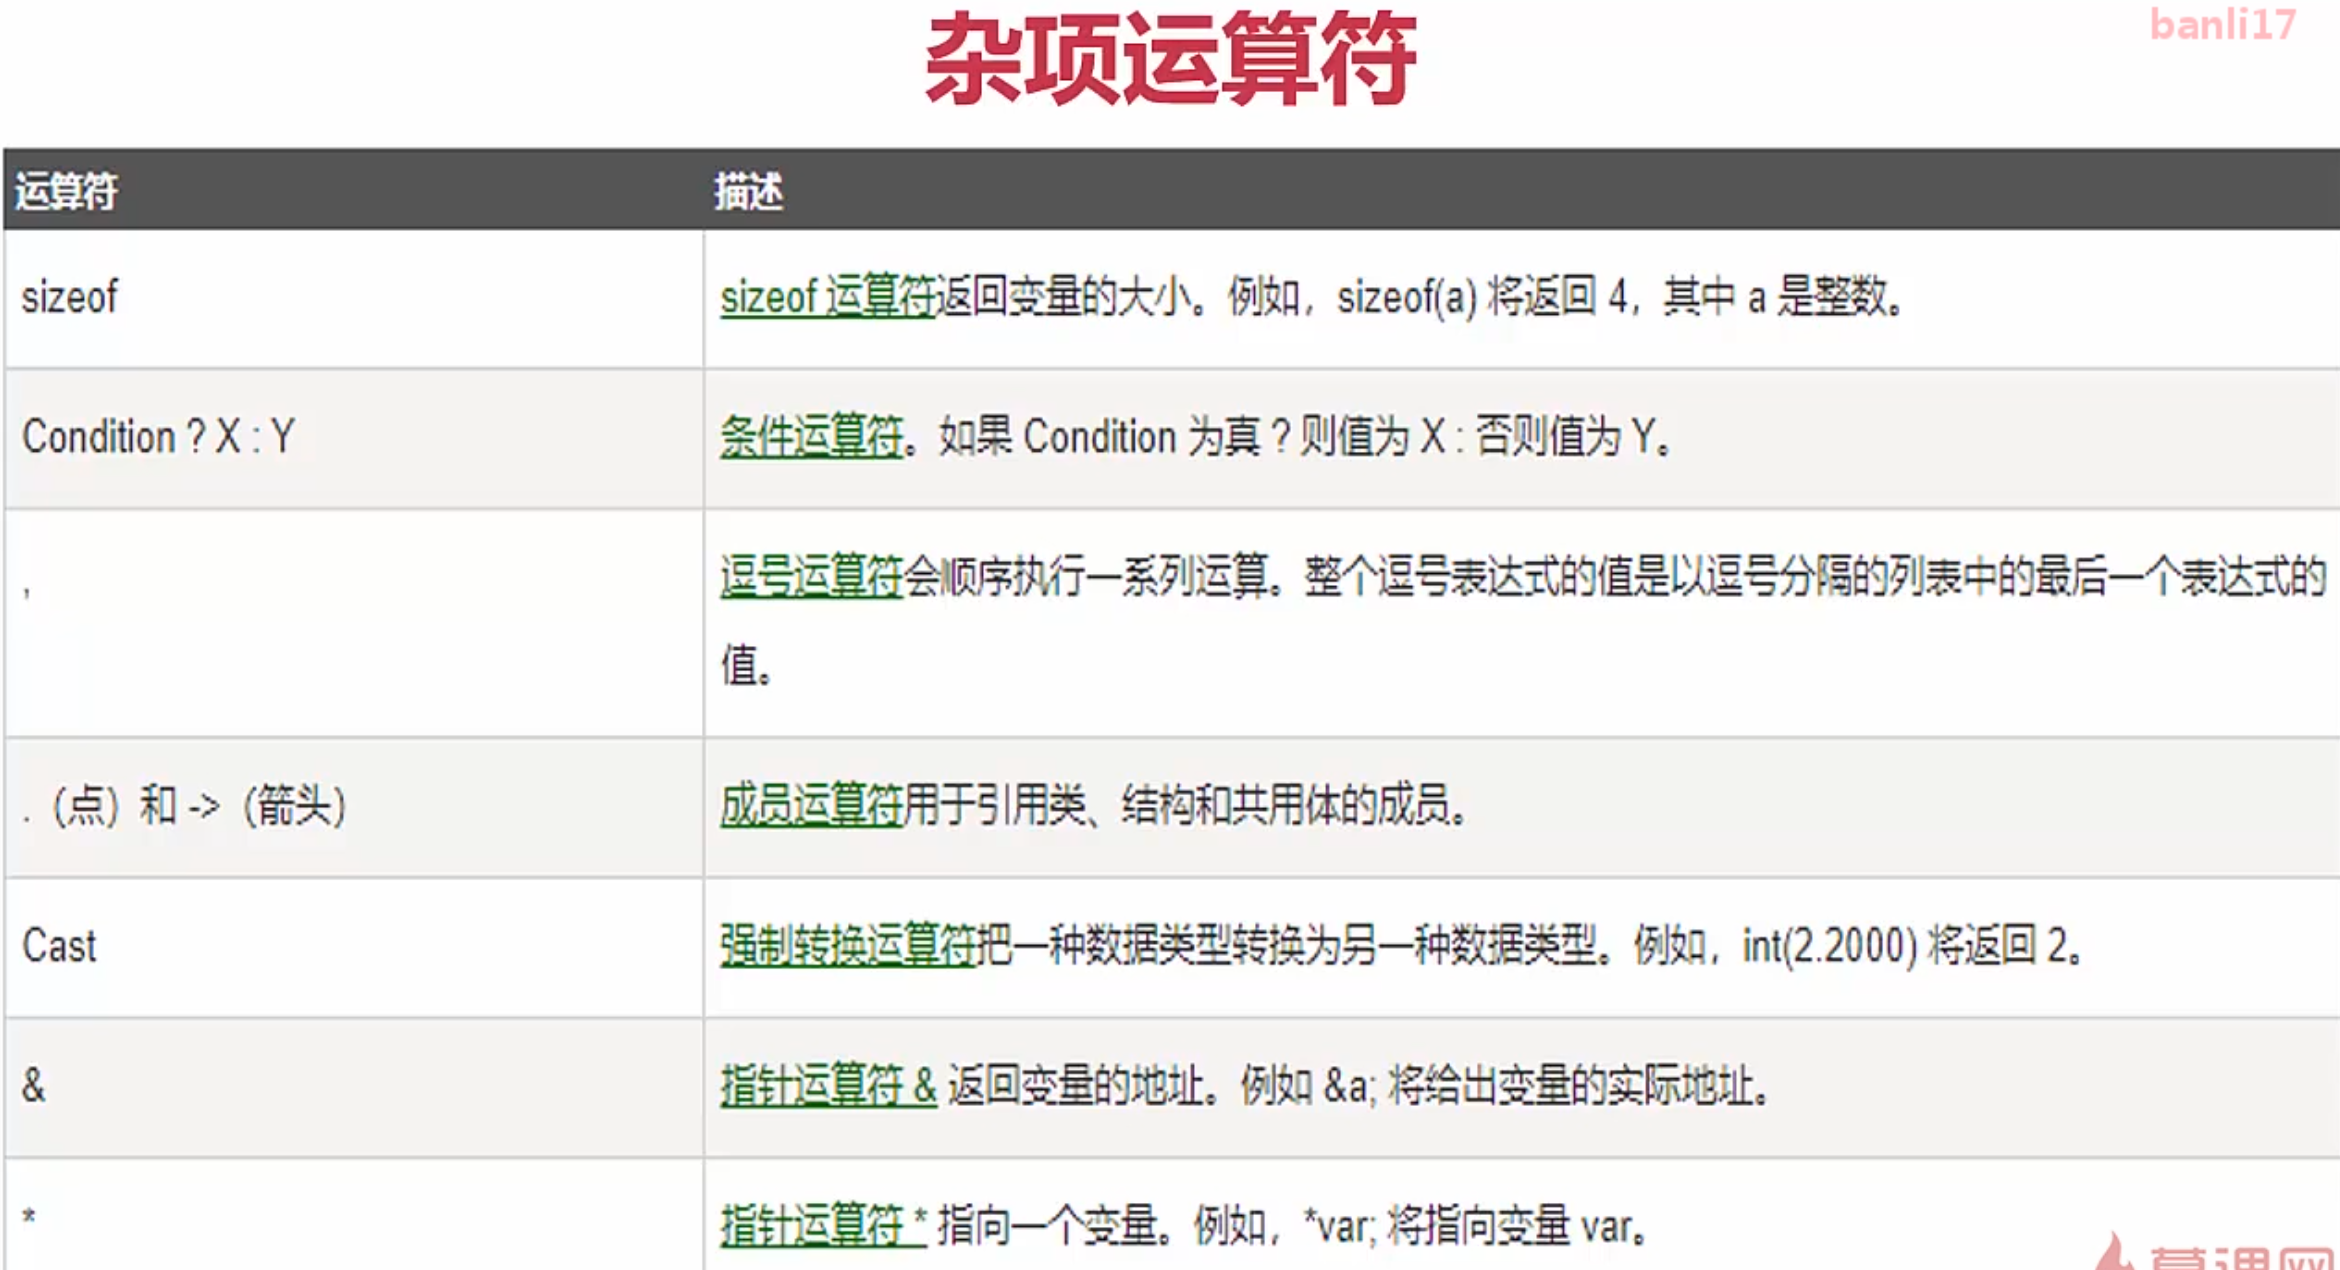 杂项运算符
banli17
运算符 描述
sizeof sizeof 运算符返回变量的大小。例如，sizeof(a) 将返回 4，其中 a 是整数。
Condition ? X : Y 条件运算符。如果 Condition 为真 ? 则值为 X : 否则值为 Y。
, 逗号运算符会顺序执行一系列运算。整个逗号表达式的值是以逗号分隔的列表中的最后一个表达式的
值。
.（点）和 ->（箭头） 成员运算符用于引用类、结构和共用体的成员。
Cast 强制转换运算符把一种数据类型转换为另一种数据类型。例如，int(2.2000) 将返回 2。
& 指针运算符 & 返回变量的地址。例如 &a; 将给出变量的实际地址。
* 指针运算符 * 指向一个变量。例如，*var; 将指向变量 var。